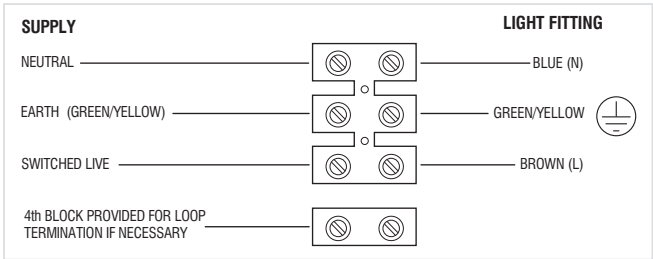 SUPPLY
LIGHT FITTING
NEUTRAL
BLUE (N)
EARTH (GREEN/YELLOW)
GREEN/YELLOW
SWITCHED LIVE
BROWN (L)
4th BLOCK PROVIDED FOR LOOP
TERMINATION IF NECESSARY